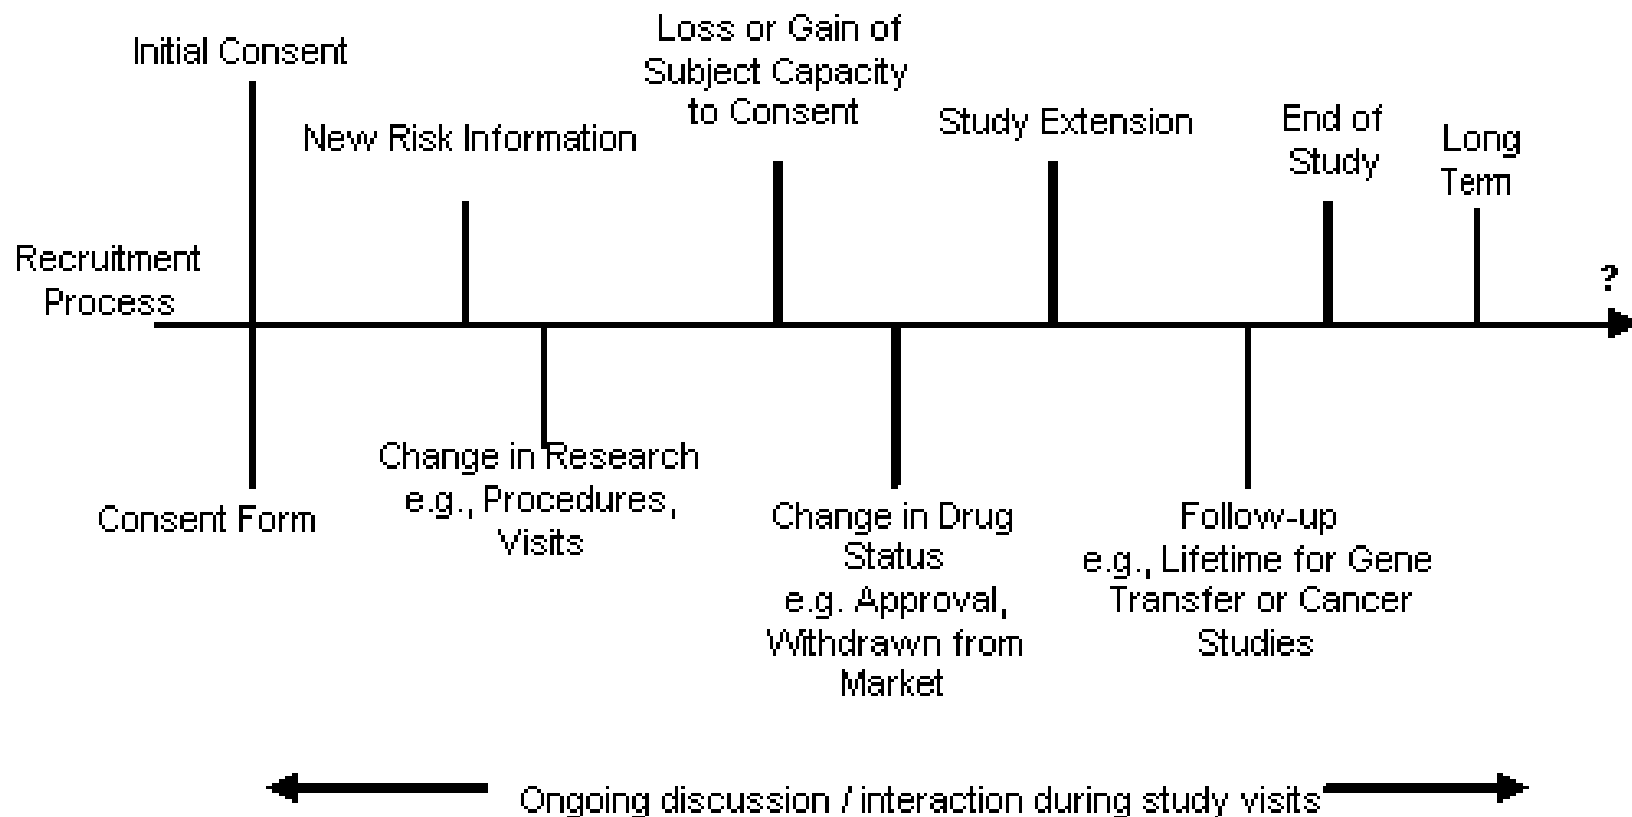 Initial Consent
New Risk Information
Loss or Gain of
Subject Capacity
to Consent
Study Extension
End of
Study
Long
Term
Recruitment
Process
?
Consent Form
Change in Research
e.g., Procedures,
Visits
Change in Drug
Status
e.g. Approval,
Withdrawn from
Market
Follow-up
e.g., Lifetime for Gene
Transfer or Cancer
Studies
Ongoing discussion / interaction during study visits